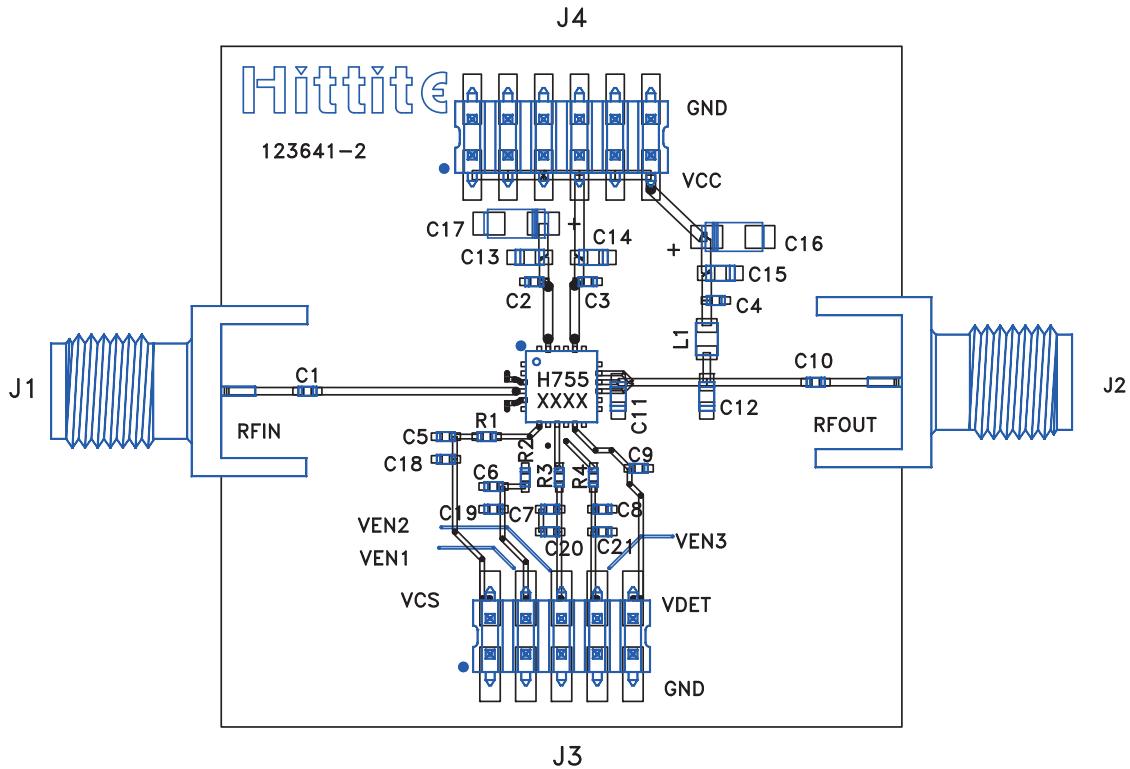 J4
Hittite
GND
123641-2
VCC
C17
+
C14
C16
C13
+
C15
C2
C3
C4
L1
J1
C1
H755
XXXX
C10
J2
C11
C12
RFIN
R1
RFOUT
C5
R2
C18
C9
C6
R3
R4
C19
C7
C8
VEN2
C20
C21
VEN3
VEN1
VCS
VDET
GND
J3